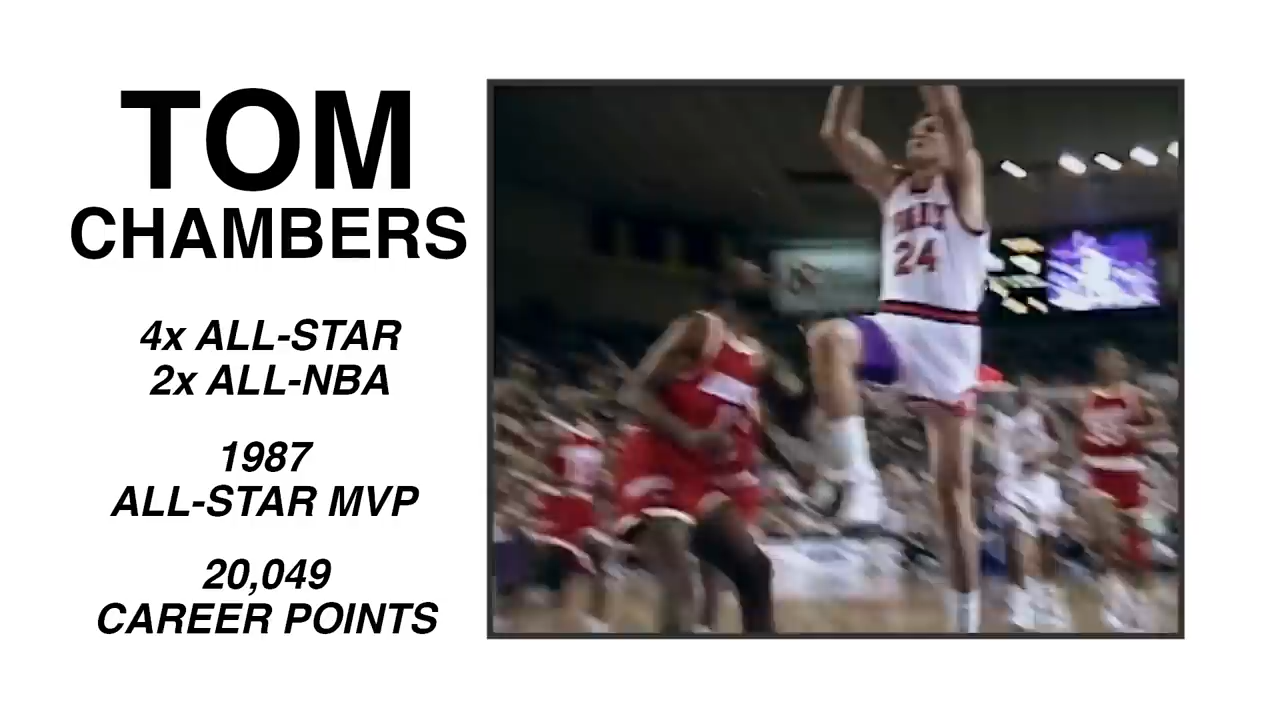 TOM
CHAMBERS
4x ALL-STAR
2x ALL-NBA
1987
ALL-STAR MVP
20,049
CAREER POINTS
24